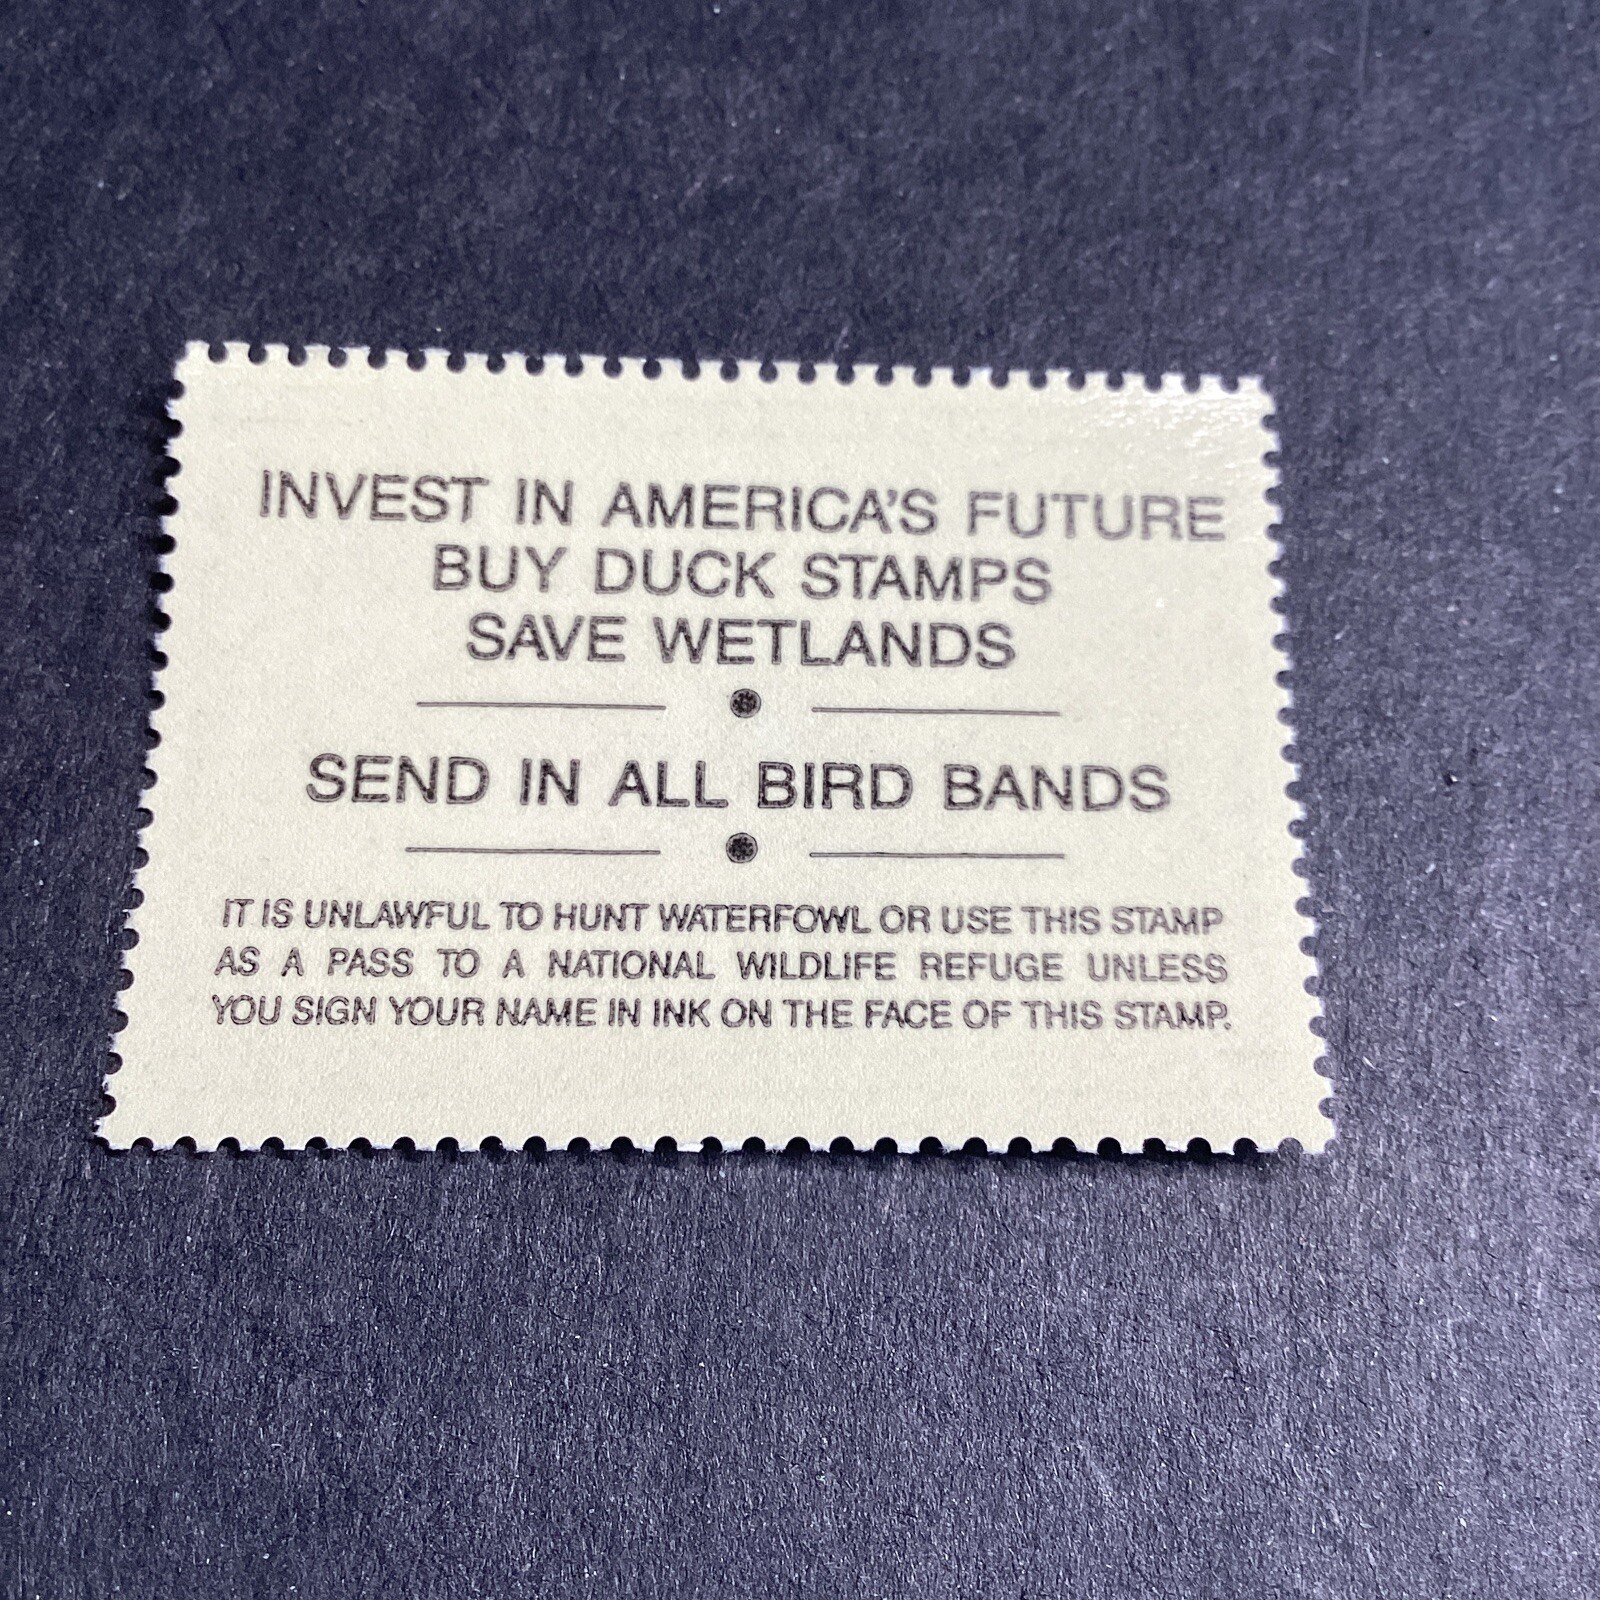 INVEST IN AMERICA'S FUTURE
BUY DUCK STAMPS
SAVE WETLANDS
SEND IN ALL BIRD BANDS
IT IS UNLAWFUL TO HUNT WATERFOWL OR USE THIS STAMP
AS A PASS TO A NATIONAL WILDLIFE REFUGE UNLESS
YOU SIGN YOUR NAME IN INK ON THE FACE OF THIS STAMP.